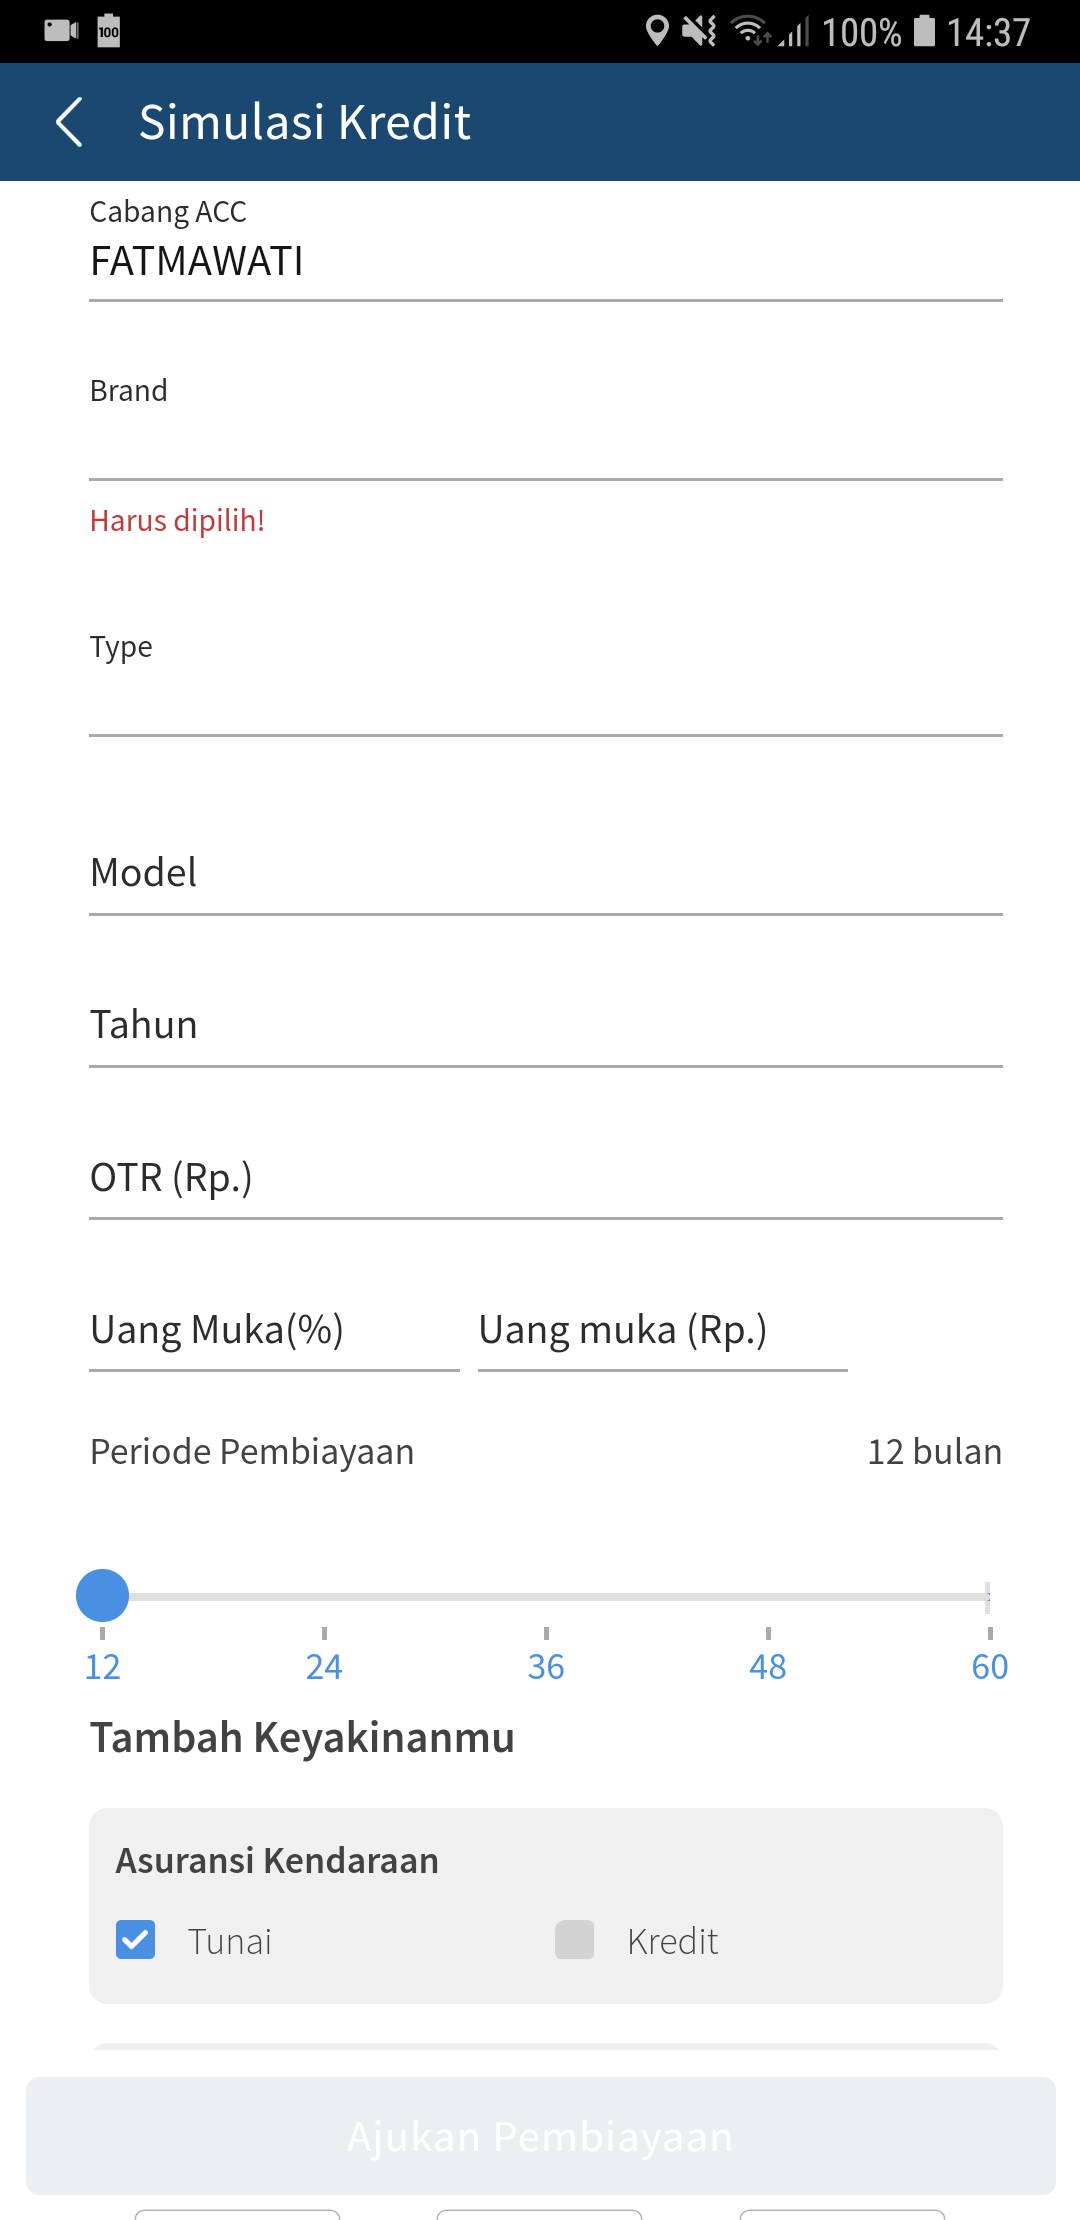 100 100% 14:37
Simulasi Kredit
Cabang ACC
FATMAWATI
Brand
Harus dipilih!
Type
Model
Tahun
OTR (Rp.)
Uang Muka(%) Uang muka (Rp.)
Periode Pembiayaan 12 bulan
12 24 36 48 60
Tambah Keyakinanmu
Asuransi Kendaraan
Tunai Kredit
Ajukan Pembiayaan